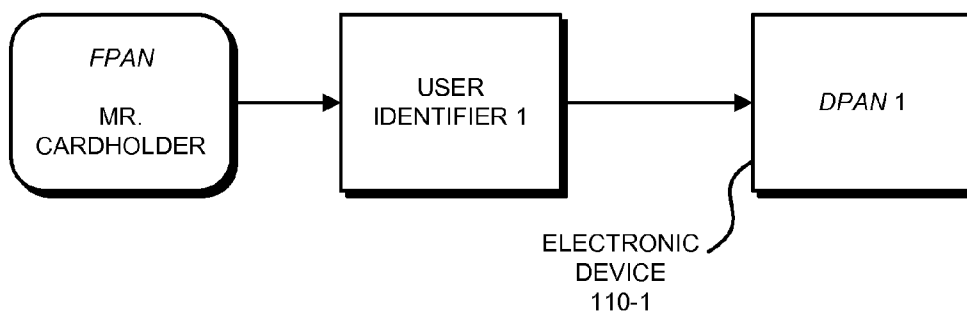 FPAN
MR.
CARDHOLDER
USER
IDENTIFIER 1
DPAN 1
ELECTRONIC
DEVICE
110-1